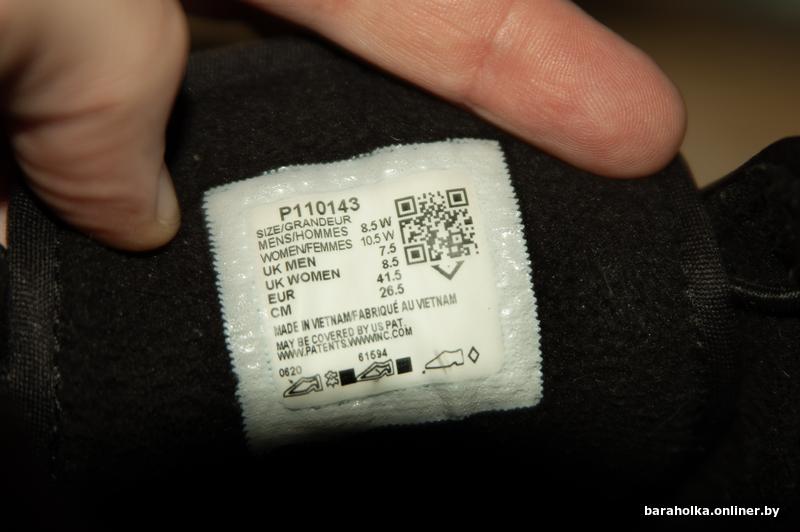 P110143
SIZE/GRANDEUR
MENS/HOMMES 8.5 W
WOMEN/FEMMES 10.5 W
UK MEN 7.5
UK WOMEN 8.5
EUR 41.5
CM 26.5
MADE IN VIETNAM/FABRIQUÉ AU VIETNAM
MAY BE COVERED BY US PAT.
WWW.PATENTS.WWWINC.COM
0620 61594
baraholka.onliner.by